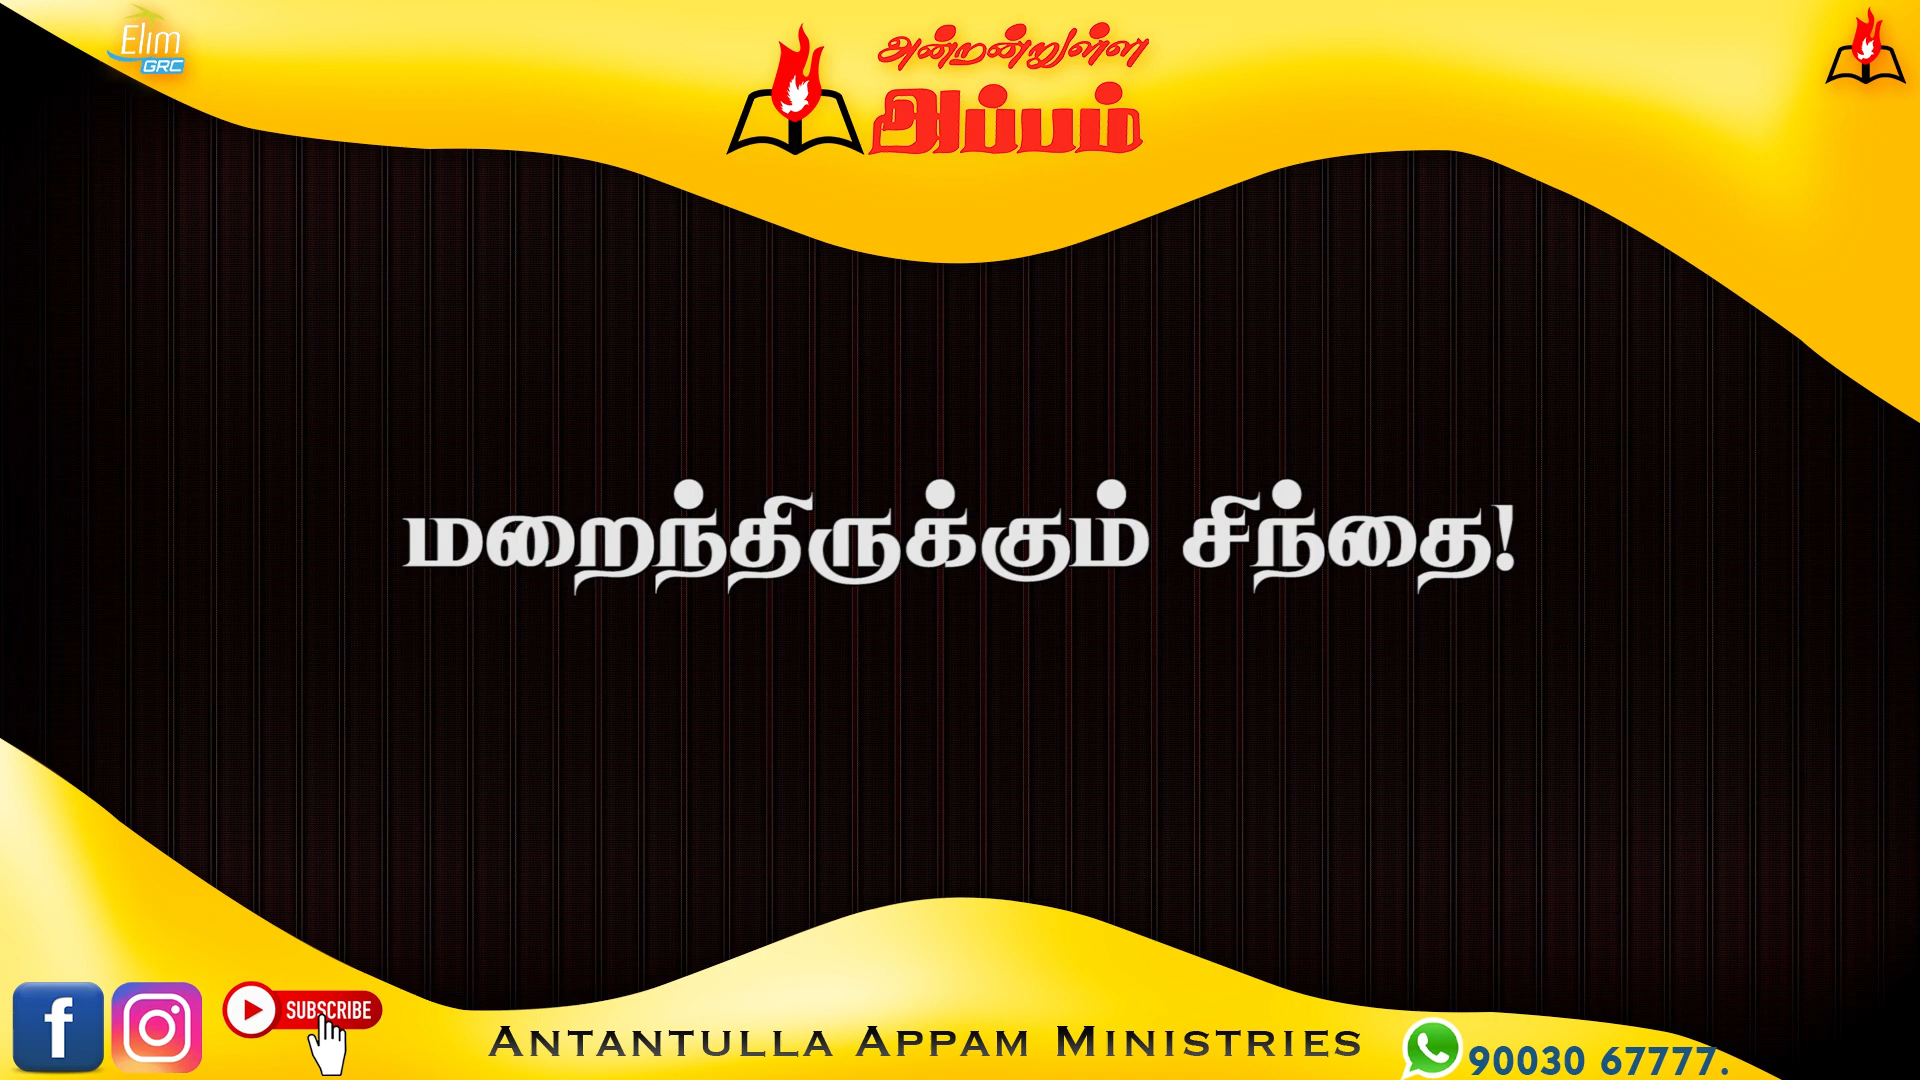 Elim
GRC
அன்றன்றுள்ள
அப்பம்
மறைந்திருக்கும் சிந்தை!
SUBSCRIBE
ANTANTULLA APPAM MINISTRIES
90030 67777.